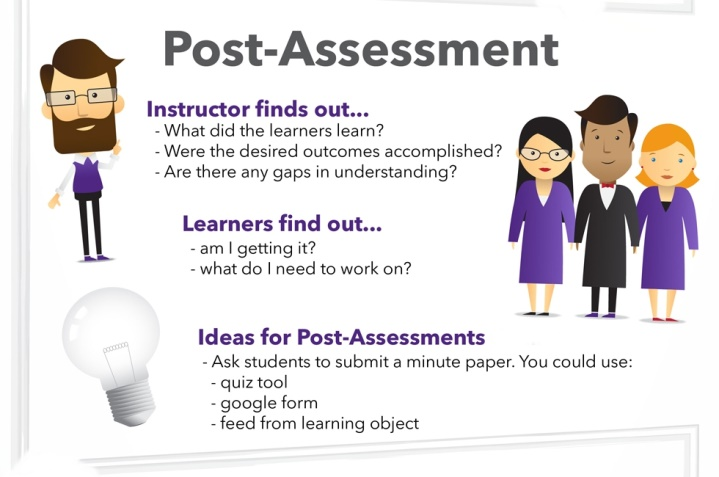 Post-Assessment
Instructor finds out...
- What did the learners learn?
- Were the desired outcomes accomplished?
- Are there any gaps in understanding?
Learners find out...
- am I getting it?
- what do I need to work on?
Ideas for Post-Assessments
- Ask students to submit a minute paper. You could use:
- quiz tool
- google form
- feed from learning object